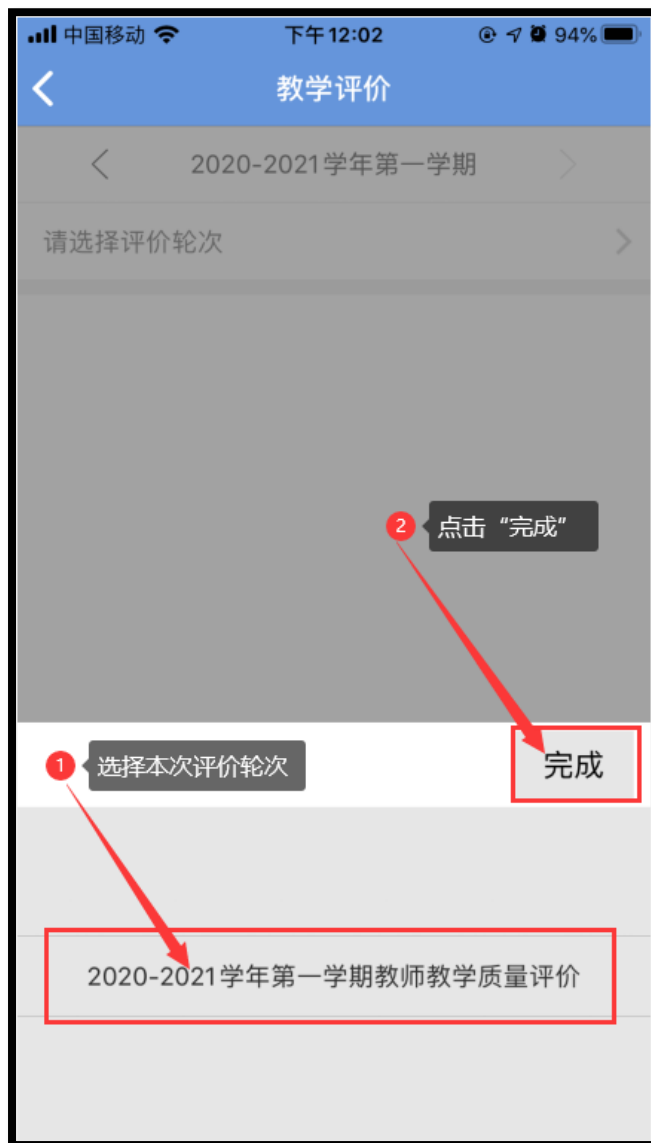 中国移动 下午12:02 94%
教学评价
2020-2021学年第一学期
请选择评价轮次
2 点击“完成”
1 选择本次评价轮次 完成
2020-2021学年第一学期教师教学质量评价